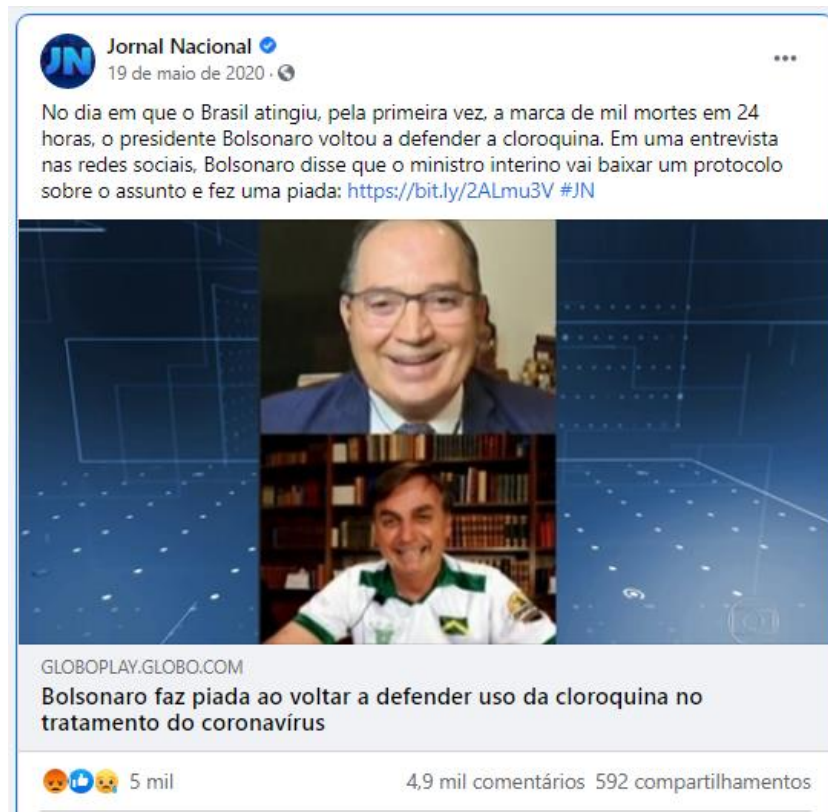 JN
Jornal Nacional
19 de maio de 2020 ·
No dia em que o Brasil atingiu, pela primeira vez, a marca de mil mortes em 24
horas, o presidente Bolsonaro voltou a defender a cloroquina. Em uma entrevista
nas redes sociais, Bolsonaro disse que o ministro interino vai baixar um protocolo
sobre o assunto e fez uma piada: https://bit.ly/2ALmu3V #JN
GLOBOPLAY.GLOBO.COM
Bolsonaro faz piada ao voltar a defender uso da cloroquina no
tratamento do coronavírus
5 mil 4,9 mil comentários 592 compartilhamentos